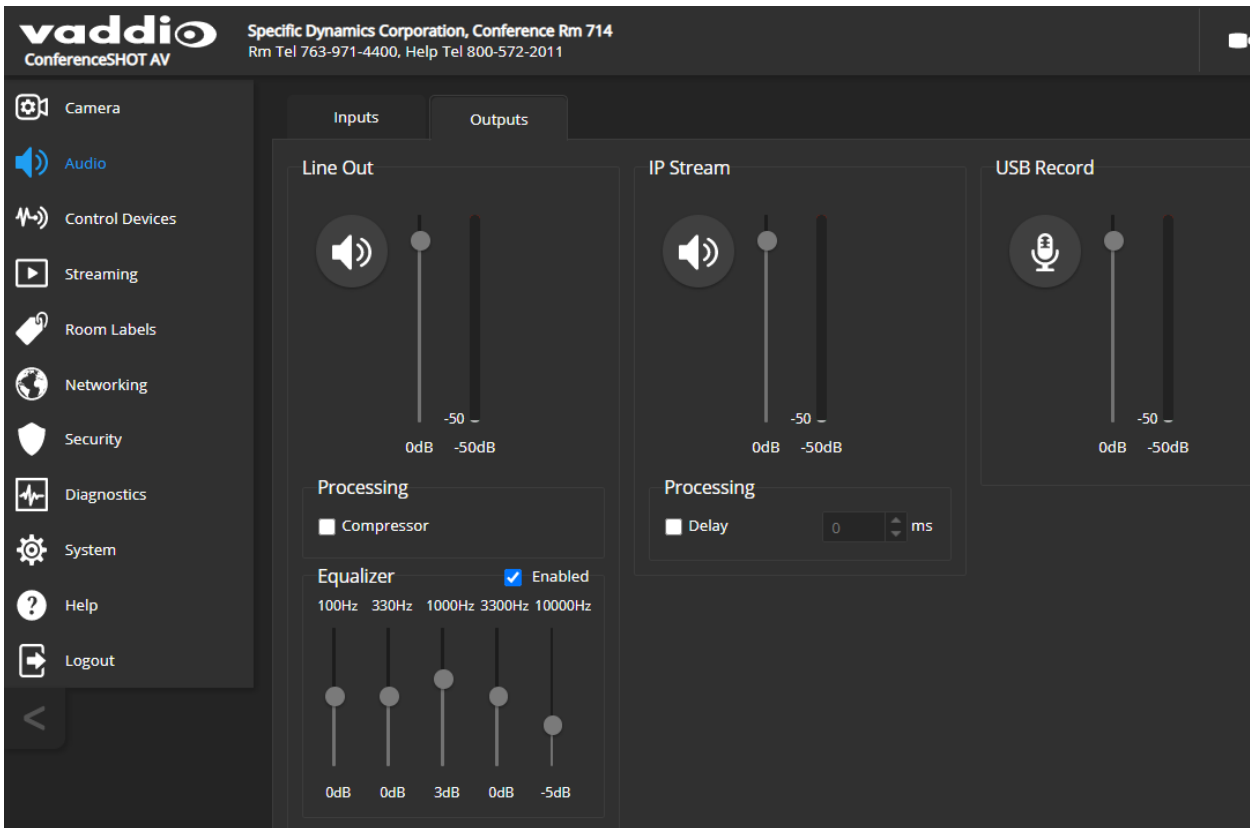 vaddio
ConferenceSHOT AV
Specific Dynamics Corporation, Conference Rm 714
Rm Tel 763-971-4400, Help Tel 800-572-2011
Camera
Audio
Control Devices
Streaming
Room Labels
Networking
Security
Diagnostics
System
? Help
Logout
<
Inputs Outputs
Line Out
-50
0dB -50dB
Processing
Compressor
Equalizer Enabled
100Hz 330Hz 1000Hz 3300Hz 10000Hz
0dB 0dB 3dB 0dB -5dB
IP Stream
-50
0dB -50dB
Processing
Delay 0 ms
USB Record
-50
0dB -50dB